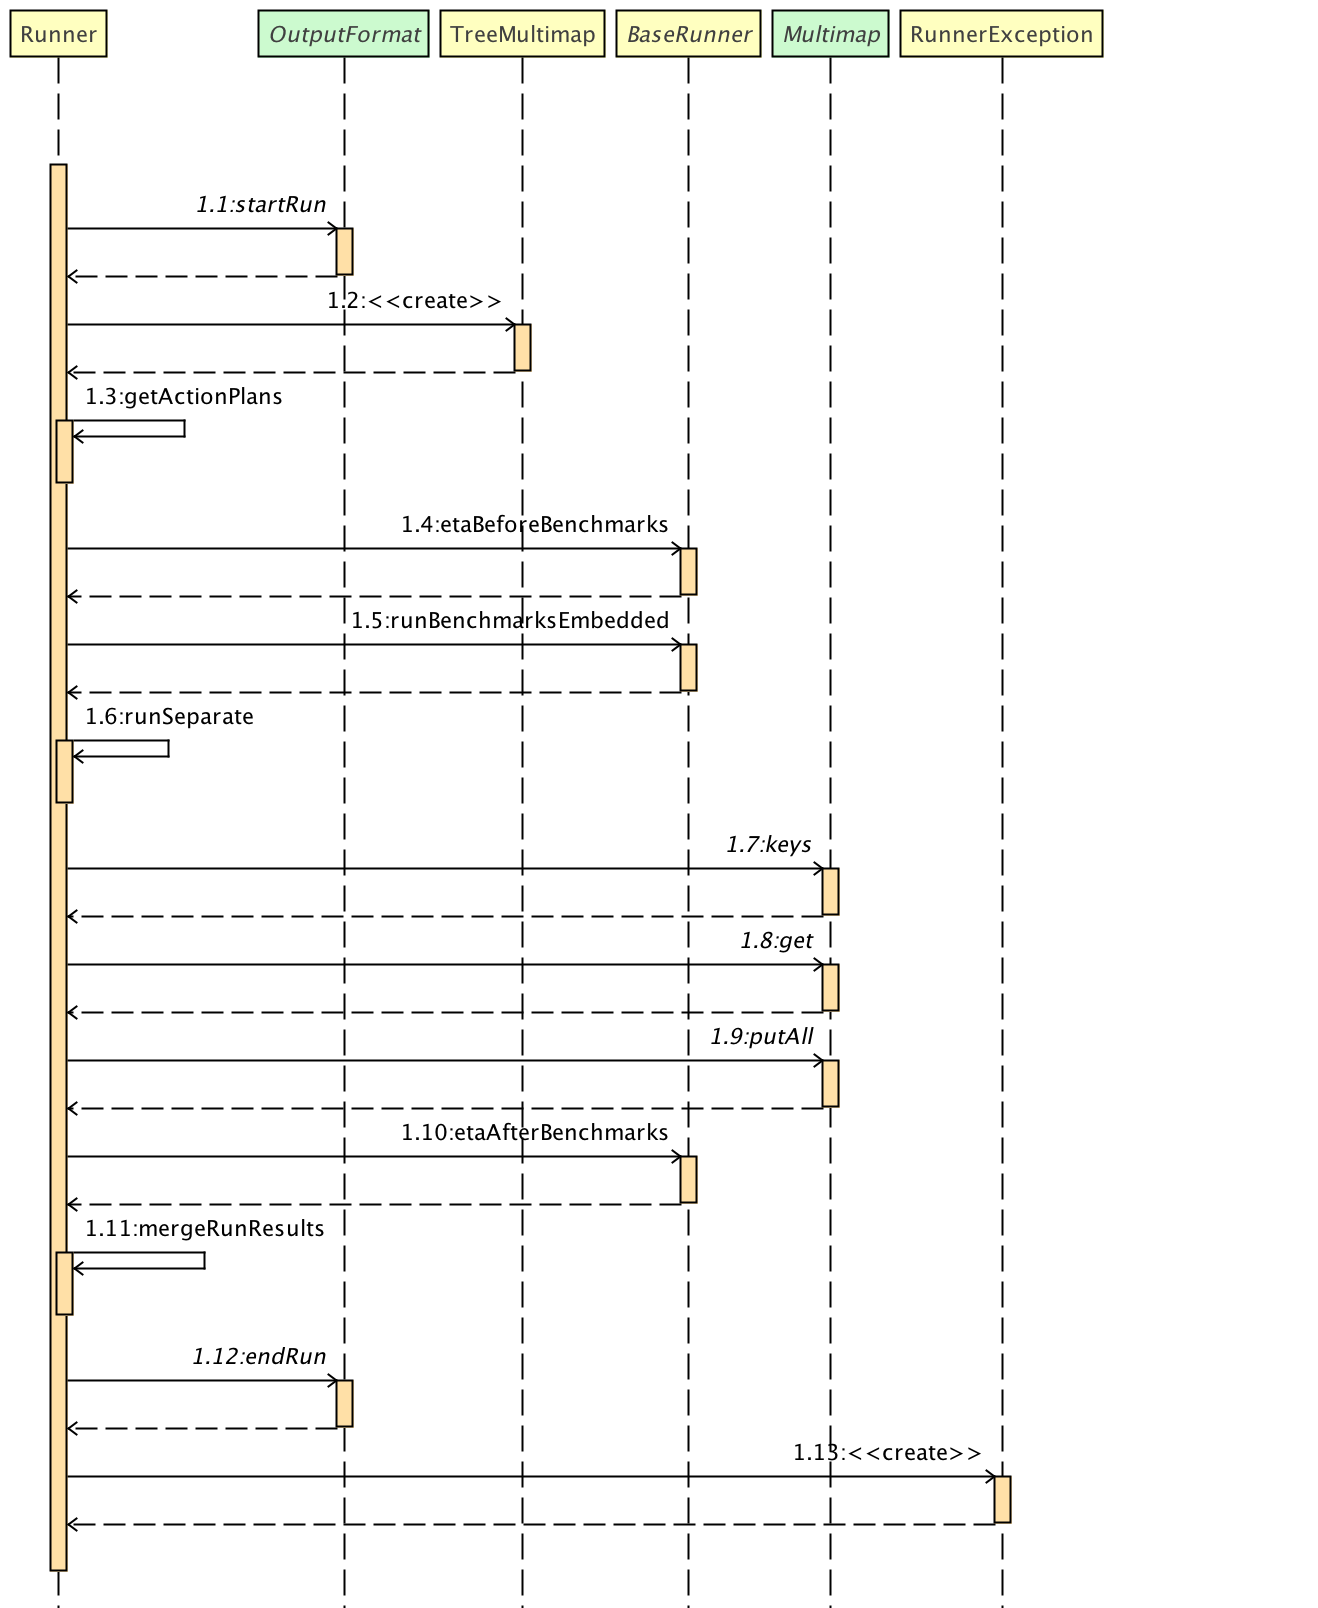 Runner
OutputFormat
TreeMultimap
BaseRunner
Multimap
RunnerException
1.1:startRun
1.2:<<create>>
1.3:getActionPlans
1.4:etaBeforeBenchmarks
1.5:runBenchmarksEmbedded
1.6:runSeparate
1.7:keys
1.8:get
1.9:putAll
1.10:etaAfterBenchmarks
1.11:mergeRunResults
1.12:endRun
1.13:<<create>>